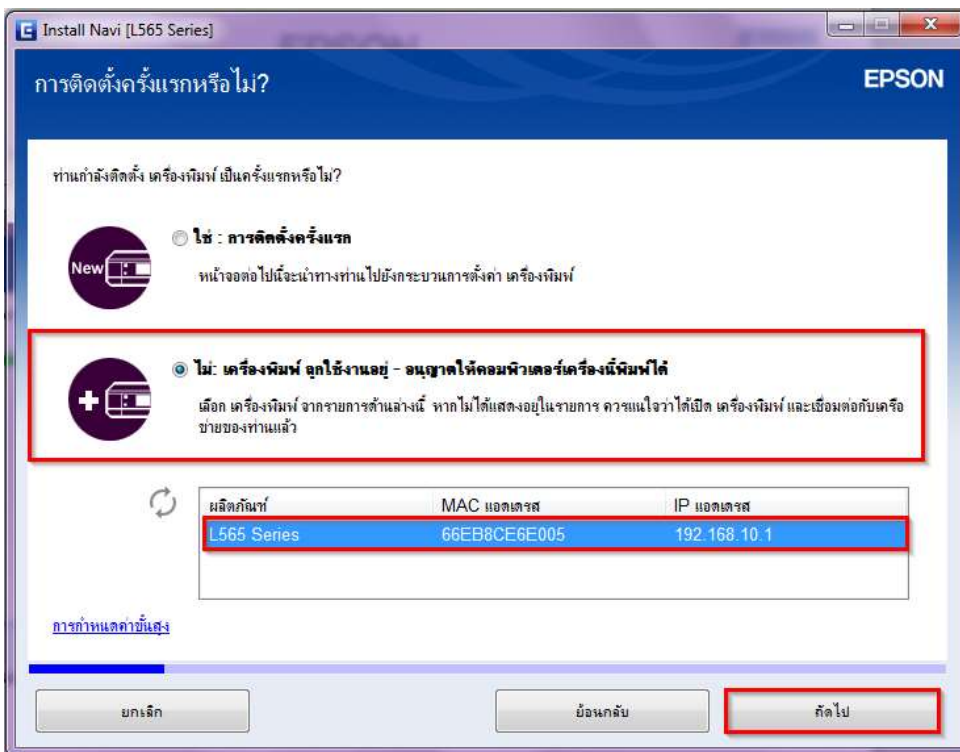 Install Navi [L565 Series]
การติดตั้งครั้งแรกหรือไม่?
EPSON
ท่านกำลังติดตั้ง เครื่องพิมพ์ เป็นครั้งแรกหรือไม่?
New
ใช่ : การติดตั้งครั้งแรก
หน้าจอต่อไปนี้จะนำทางท่านไปยังกระบวนการตั้งค่า เครื่องพิมพ์
ไม่: เครื่องพิมพ์ ถูกใช้งานอยู่ - อนุญาตให้คอมพิวเตอร์เครื่องนี้พิมพ์ได้
เลือก เครื่องพิมพ์ จากรายการด้านล่างนี้ หากไม่ได้แสดงอยู่ในรายการ ควรแน่ใจว่าได้เปิด เครื่องพิมพ์ และเชื่อมต่อกับเครือ
ข่ายของท่านแล้ว
ผลิตภัณฑ์ MAC แอดเดรส IP แอดเดรส
L565 Series 66EB8CE6E005 192.168.10.1
การกำหนดค่าขั้นสูง
ยกเลิก ย้อนกลับ ถัดไป